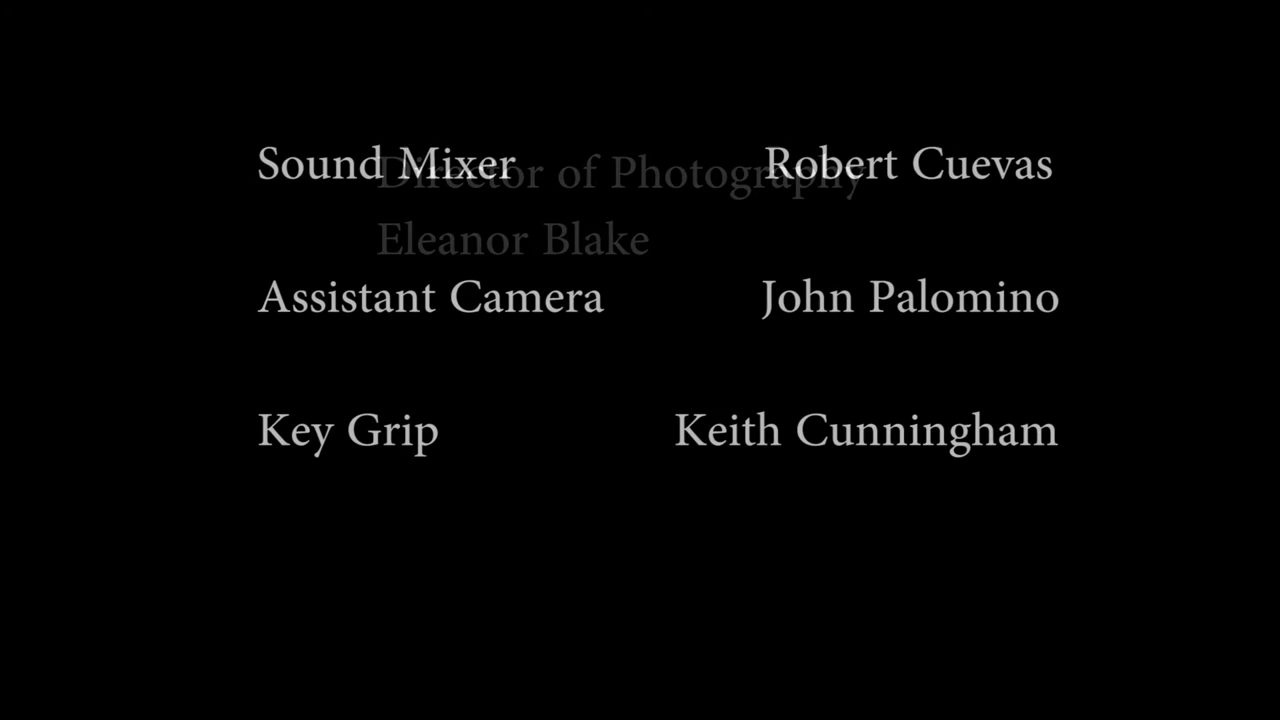 Sound Mixer Robert Cuevas
Director of Photography
Eleanor Blake
Assistant Camera John Palomino
Key Grip Keith Cunningham